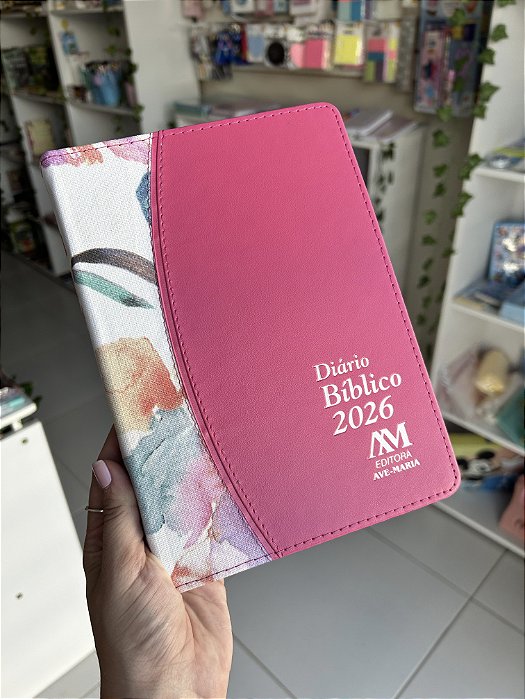 Diário
Bíblico
2026
AM
EDITORA
AVE-MARIA